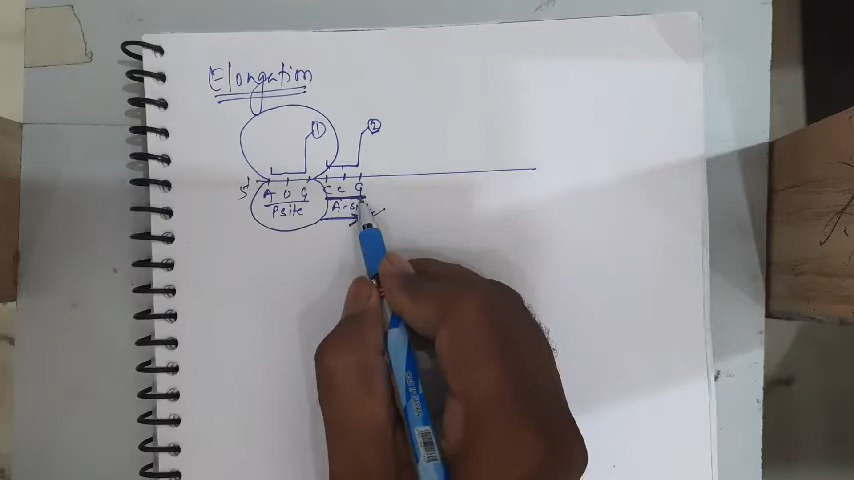 Elongation
① ②
5'
A U G C C G
P site A-s